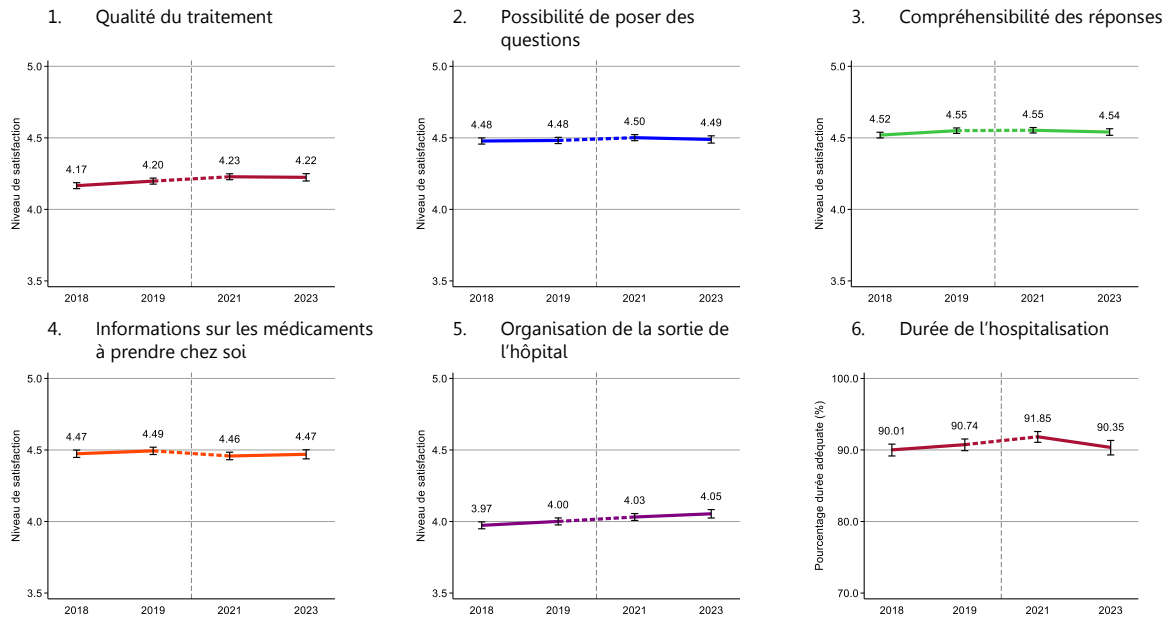 1. Qualité du traitement
5.0
4.5
4.0
3.5
Niveau de satisfaction
4.17
4.20
4.23
4.22
2018 2019 2021 2023
2. Possibilité de poser des
questions
5.0
4.5
4.0
3.5
Niveau de satisfaction
4.48
4.48
4.50
4.49
2018 2019 2021 2023
3. Compréhensibilité des réponses
5.0
4.5
4.0
3.5
Niveau de satisfaction
4.52
4.55
4.55
4.54
2018 2019 2021 2023
4. Informations sur les médicaments
à prendre chez soi
5.0
4.5
4.0
3.5
Niveau de satisfaction
4.47
4.49
4.46
4.47
2018 2019 2021 2023
5. Organisation de la sortie de
l’hôpital
5.0
4.5
4.0
3.5
Niveau de satisfaction
3.97
4.00
4.03
4.05
2018 2019 2021 2023
6. Durée de l’hospitalisation
100.0
90.0
80.0
70.0
Pourcentage durée adéquate (%)
90.01
90.74
91.85
90.35
2018 2019 2021 2023